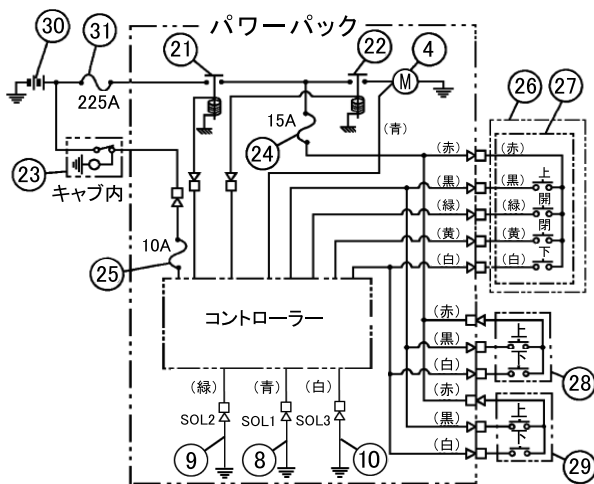 パワーパック
30
31
21
22
4
225A
M
26
27
15A
(青)
24
(赤)
(赤)
上
23
キャブ内
(黒)
(黒)
開
(緑)
(緑)
閉
(黄)
(黄)
下
(白)
(白)
10A
25
コントローラー
(赤)
上
(黒)
下
(白)
28
(赤)
上
(黒)
下
(白)
29
(緑)
(青)
(白)
SOL2
SOL1
SOL3
9
8
10